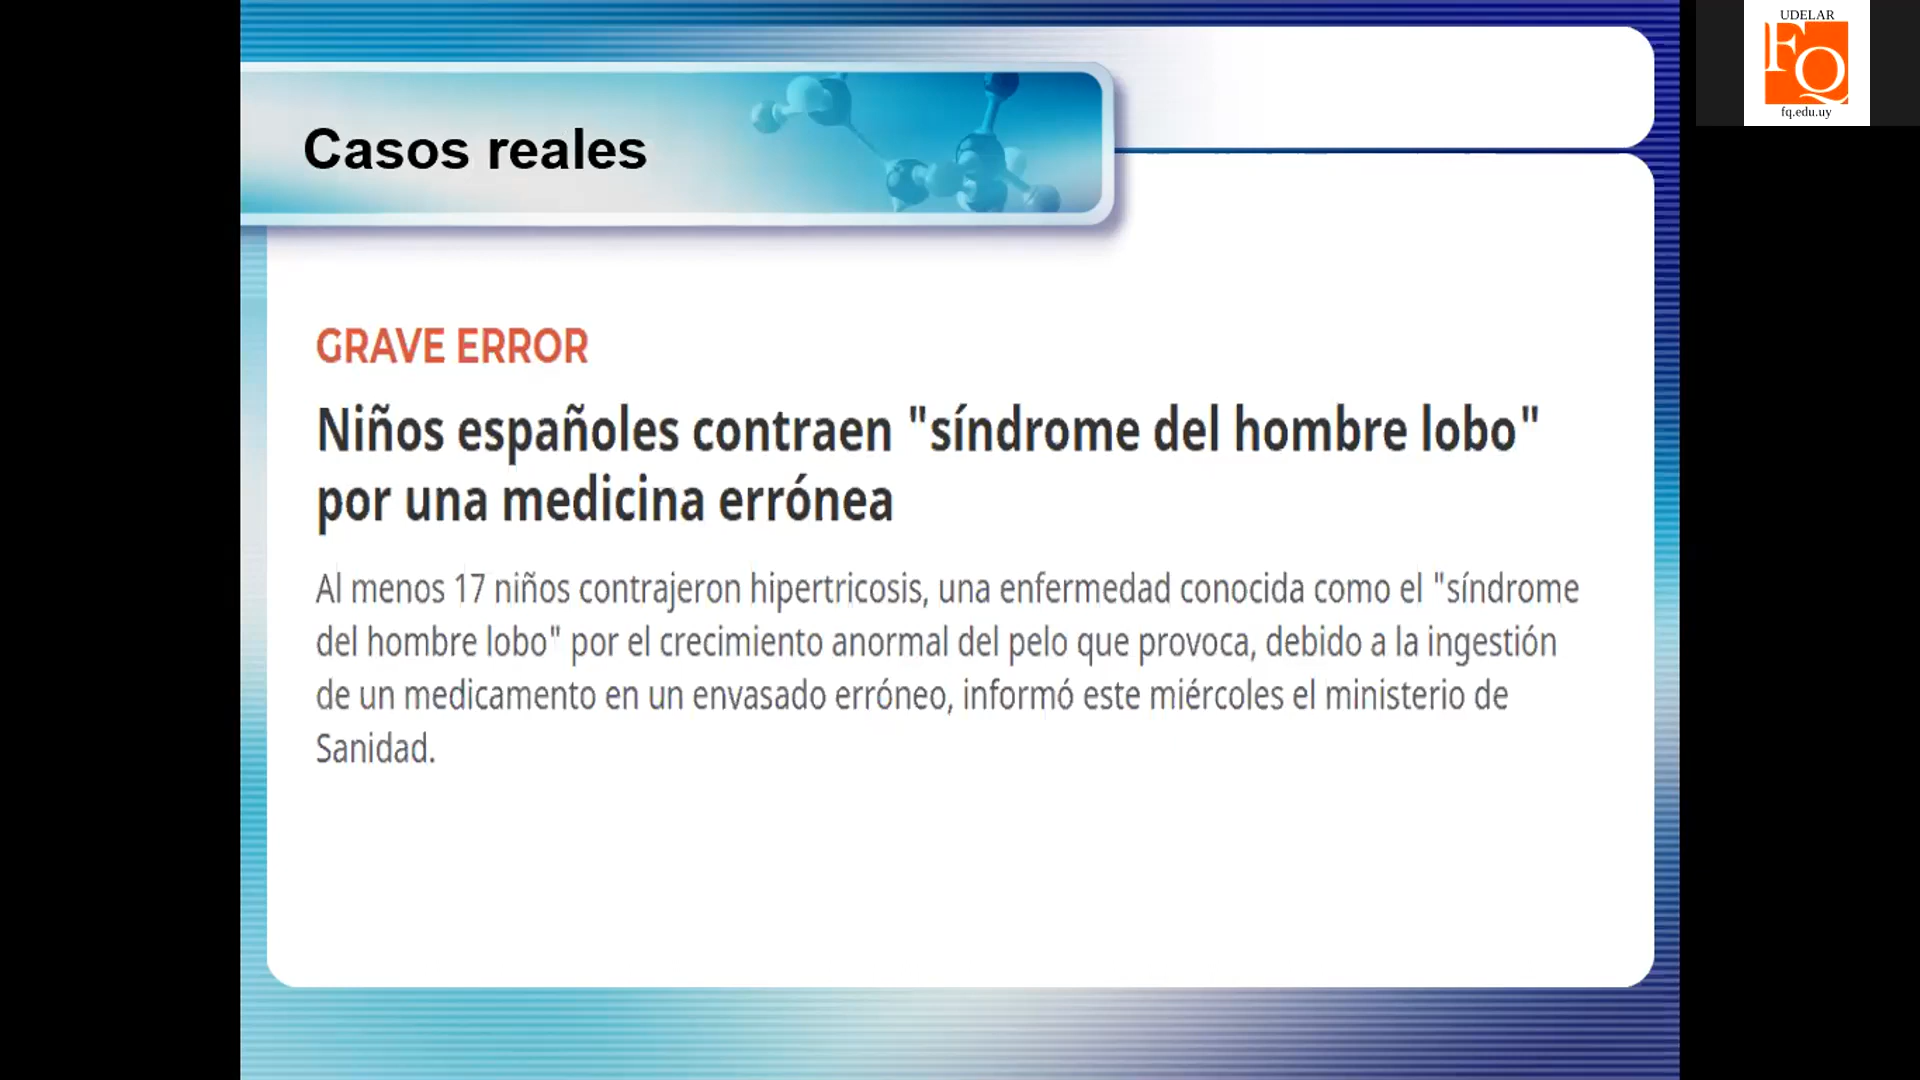 UDELAR
FQ
fq.edu.uy
Casos reales
GRAVE ERROR
Niños españoles contraen "síndrome del hombre lobo"
por una medicina errónea
Al menos 17 niños contrajeron hipertricosis, una enfermedad conocida como el "síndrome
del hombre lobo" por el crecimiento anormal del pelo que provoca, debido a la ingestión
de un medicamento en un envasado erróneo, informó este miércoles el ministerio de
Sanidad.